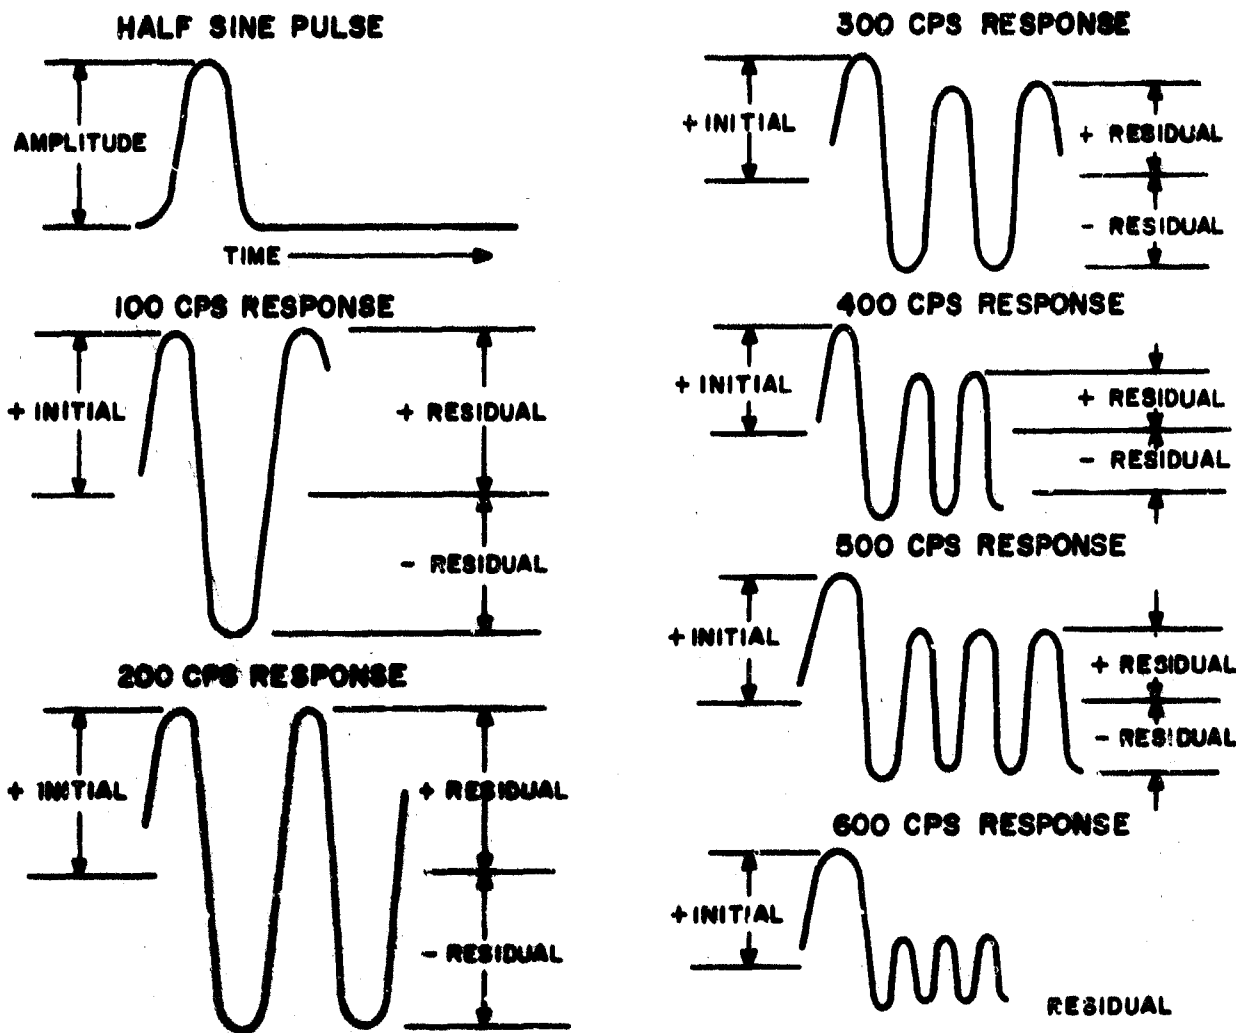 HALF SINE PULSE
AMPLITUDE
TIME
100 CPS RESPONSE
+ INITIAL
+ RESIDUAL
- RESIDUAL
200 CPS RESPONSE
+ INITIAL
+ RESIDUAL
- RESIDUAL
300 CPS RESPONSE
+ INITIAL
+ RESIDUAL
- RESIDUAL
400 CPS RESPONSE
+ INITIAL
+ RESIDUAL
- RESIDUAL
500 CPS RESPONSE
+ INITIAL
+ RESIDUAL
- RESIDUAL
600 CPS RESPONSE
+ INITIAL
RESIDUAL